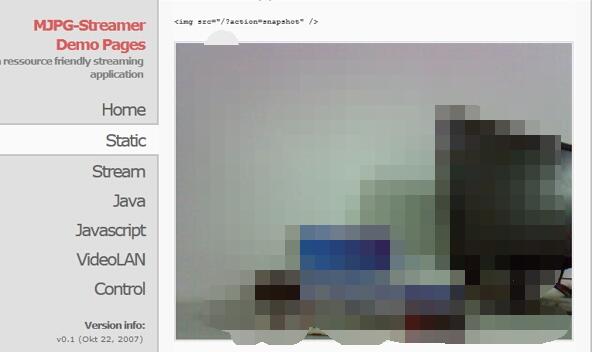 MJPG-Streamer
Demo Pages
a ressource friendly streaming
application
Home
Static
Stream
Java
Javascript
VideoLAN
Control
Version info:
v0.1 (Okt 22, 2007)
<img src="/?action=snapshot" />